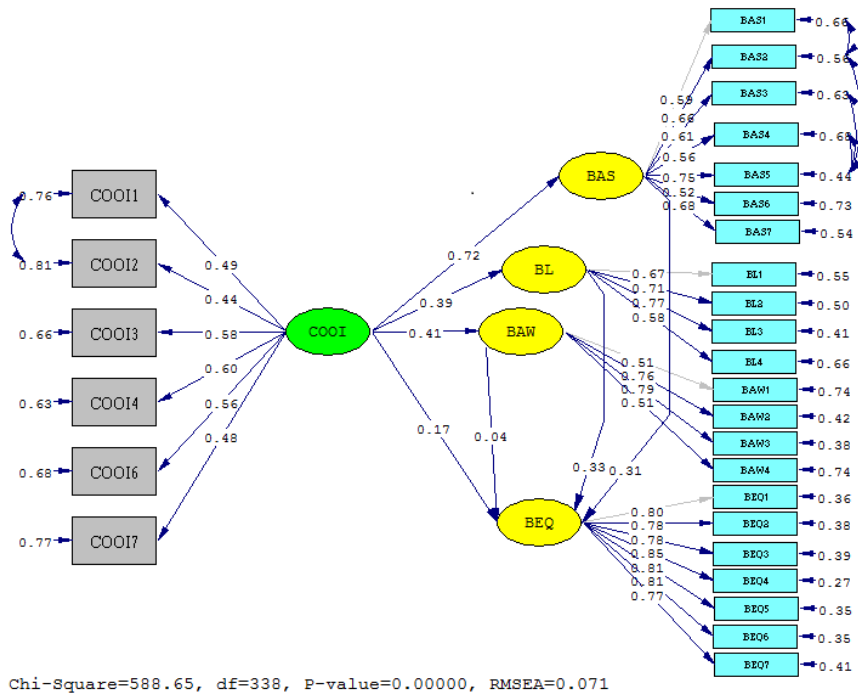 BAS1
0.66
BAS2
0.56
BAS3
0.63
BAS4
0.68
BAS5
0.44
BAS6
0.73
BAS7
0.54
0.59
0.66
0.61
0.56
0.75
0.52
0.68
BAS
0.76
COOI1
0.81
COOI2
0.66
COOI3
0.63
COOI4
0.68
COOI6
0.77
COOI7
0.49
0.44
0.58
0.60
0.56
0.48
COOI
0.72
0.39
0.41
0.17
BL
BAW
0.04
0.33
0.31
BEQ
0.67
0.71
0.77
0.58
BL1
0.55
BL2
0.50
BL3
0.41
BL4
0.66
0.51
0.76
0.79
0.51
BAW1
0.74
BAW2
0.42
BAW3
0.38
BAW4
0.74
0.80
0.78
0.78
0.85
0.81
0.81
0.77
BEQ1
0.36
BEQ2
0.38
BEQ3
0.39
BEQ4
0.27
BEQ5
0.35
BEQ6
0.35
BEQ7
0.41
Chi-Square=588.65, df=338, P-value=0.00000, RMSEA=0.071